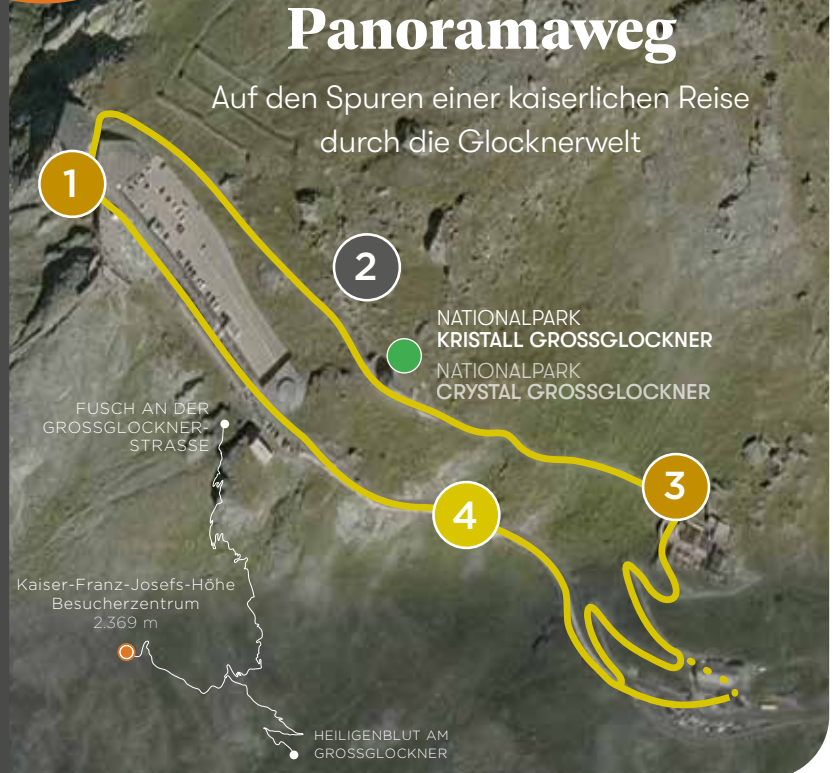 Panoramaweg
Auf den Spuren einer kaiserlichen Reise
durch die Glocknerwelt
1
2
NATIONALPARK
KRISTALL GROSSGLOCKNER
NATIONALPARK
CRYSTAL GROSSGLOCKNER
FUSCH AN DER
GROSSGLOCKNER-
STRASSE
3
4
Kaiser-Franz-Josefs-Höhe
Besucherzentrum
2.369 m
HEILIGENBLUT AM
GROSSGLOCKNER